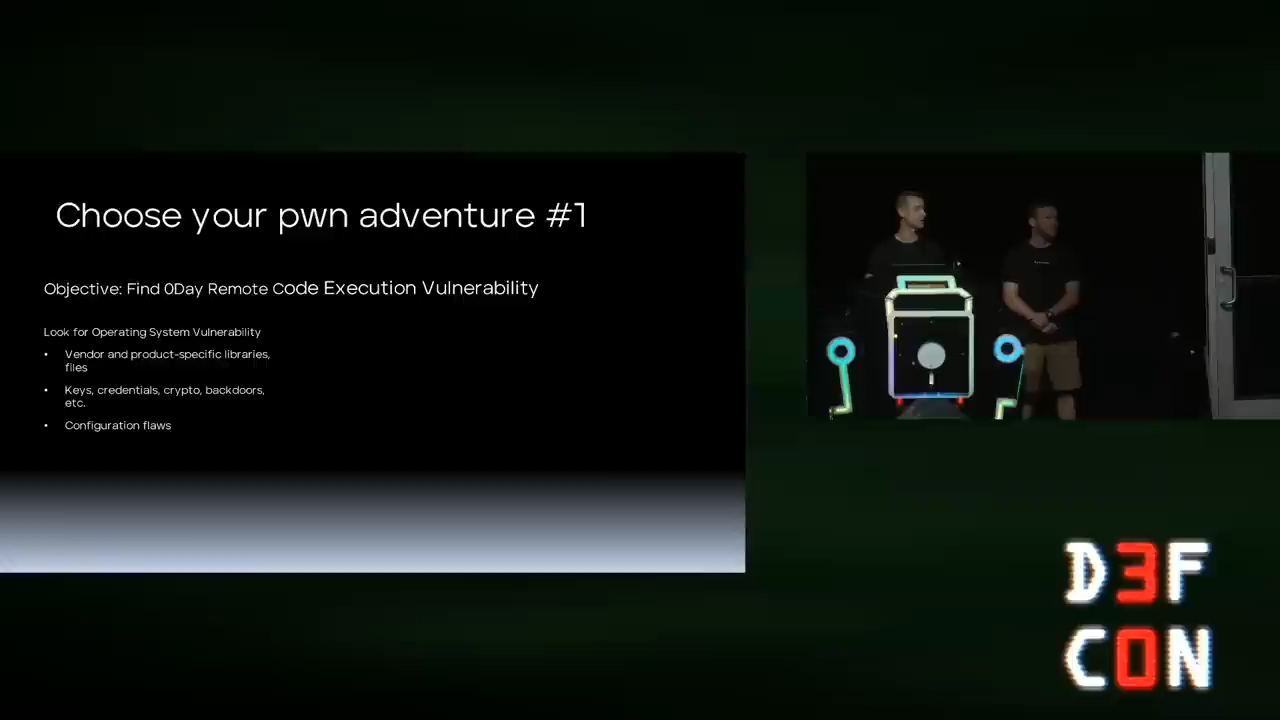 Choose your pwn adventure #1
Objective: Find 0Day Remote Code Execution Vulnerability
Look for Operating System Vulnerability
• Vendor and product-specific libraries,
files
• Keys, credentials, crypto, backdoors,
etc.
• Configuration flaws
D3F
C0N